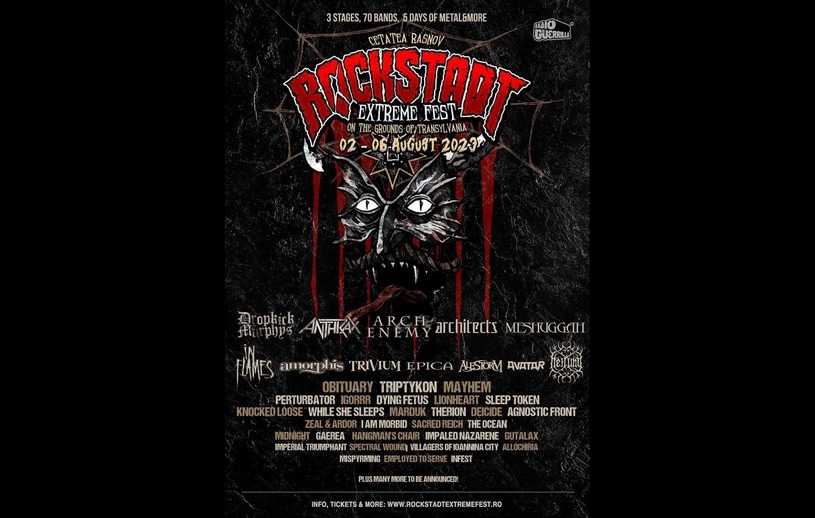 3 STAGES, 70 BANDS, 5 DAYS OF METAL&MORE
RADIO GUERRILLA
CETATEA RASNOV
ROCKSTADT
EXTREME FEST
ON THE GROUNDS OF TRANSYLVANIA
02 - 06 AUGUST 2023
Dropkick Murphys ANTHRAX ARCH ENEMY architects MESHUGGAH
IN FLAMES amorphis TRIVIUM EPICA ALESTORM AVATAR HEILUNG
OBITUARY TRIPTYKON MAYHEM
PERTURBATOR IGORRR DYING FETUS LIONHEART SLEEP TOKEN
KNOCKED LOOSE WHILE SHE SLEEPS MARDUK THERION DEICIDE AGNOSTIC FRONT
ZEAL & ARDOR I AM MORBID SACRED REICH THE OCEAN
MIDNIGHT GAEREA HANGMAN'S CHAIR IMPALED NAZARENE GUTALAX
IMPERIAL TRIUMPHANT SPECTRAL WOUND VILLAGERS OF IOANNINA CITY ALLOCHIRIA
MISPYRMING EMPLOYED TO SERVE INFEST
PLUS MANY MORE TO BE ANNOUNCED!
INFO, TICKETS & MORE: WWW.ROCKSTADTEXTREMEFEST.RO